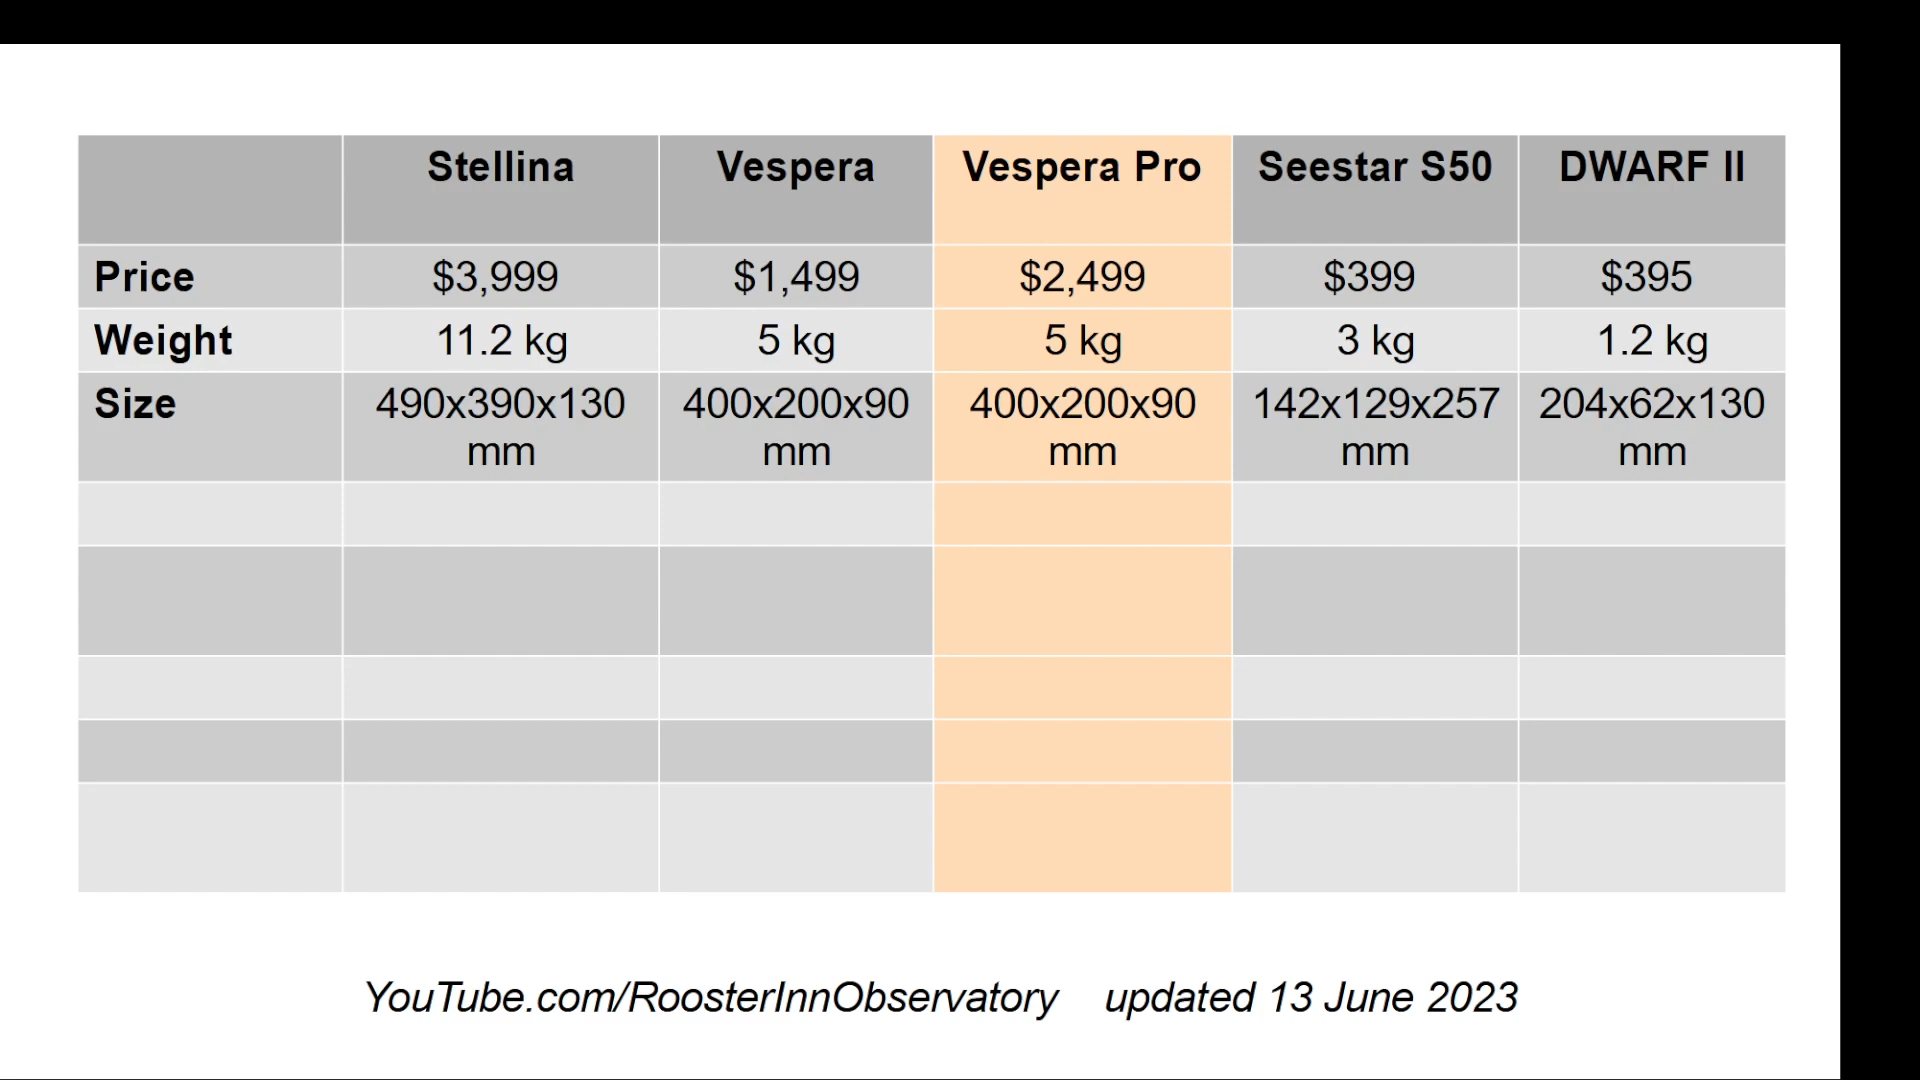 Stellina Vespera Vespera Pro Seestar S50 DWARF II
Price $3,999 $1,499 $2,499 $399 $395
Weight 11.2 kg 5 kg 5 kg 3 kg 1.2 kg
Size 490x390x130 400x200x90 400x200x90 142x129x257 204x62x130
mm mm mm mm mm
YouTube.com/RoosterInnObservatory updated 13 June 2023